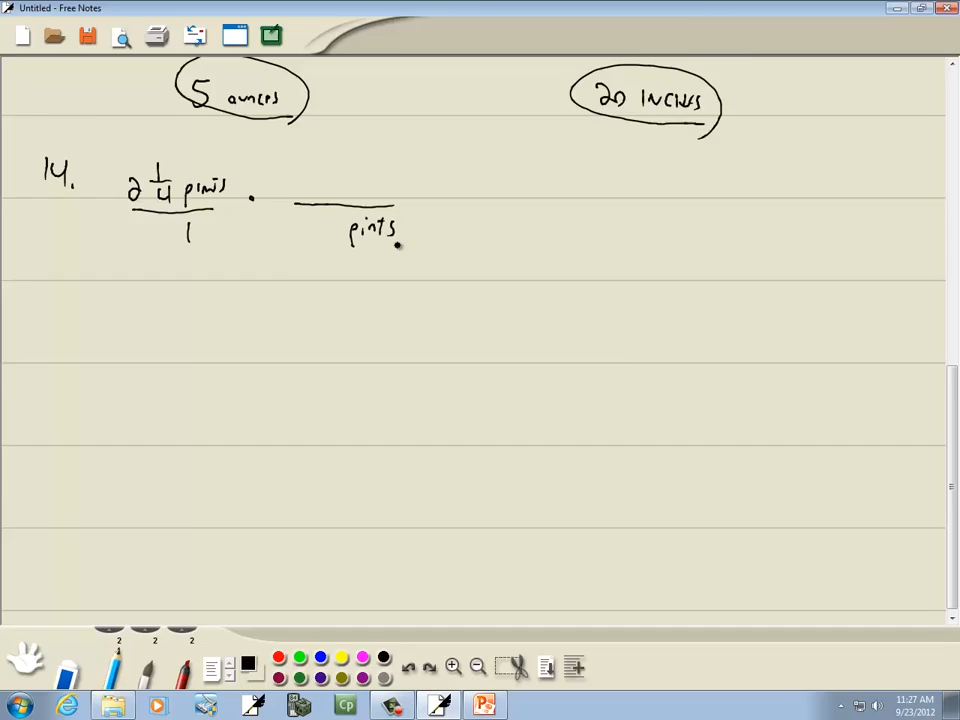 Untitled - Free Notes
5 ounces
20 INCHES
14.
2 1/4 pints .
1
pints
2 2 2
Cp
11:27 AM
9/23/2012